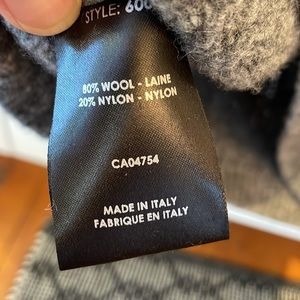 STYLE: 600
80% WOOL - LAINE
20% NYLON - NYLON
CA04754
MADE IN ITALY
FABRIQUE EN ITALY